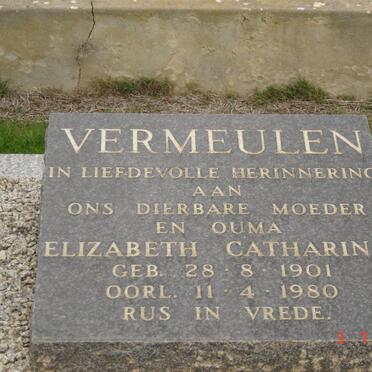 VERMEULEN
IN LIEFDEVOLLE HERINNERING
AAN
ONS DIERBARE MOEDER
EN OUMA
ELIZABETH CATHARIN
GEB. 28·8·1901
OORL. 11·4·1980
RUS IN VREDE.